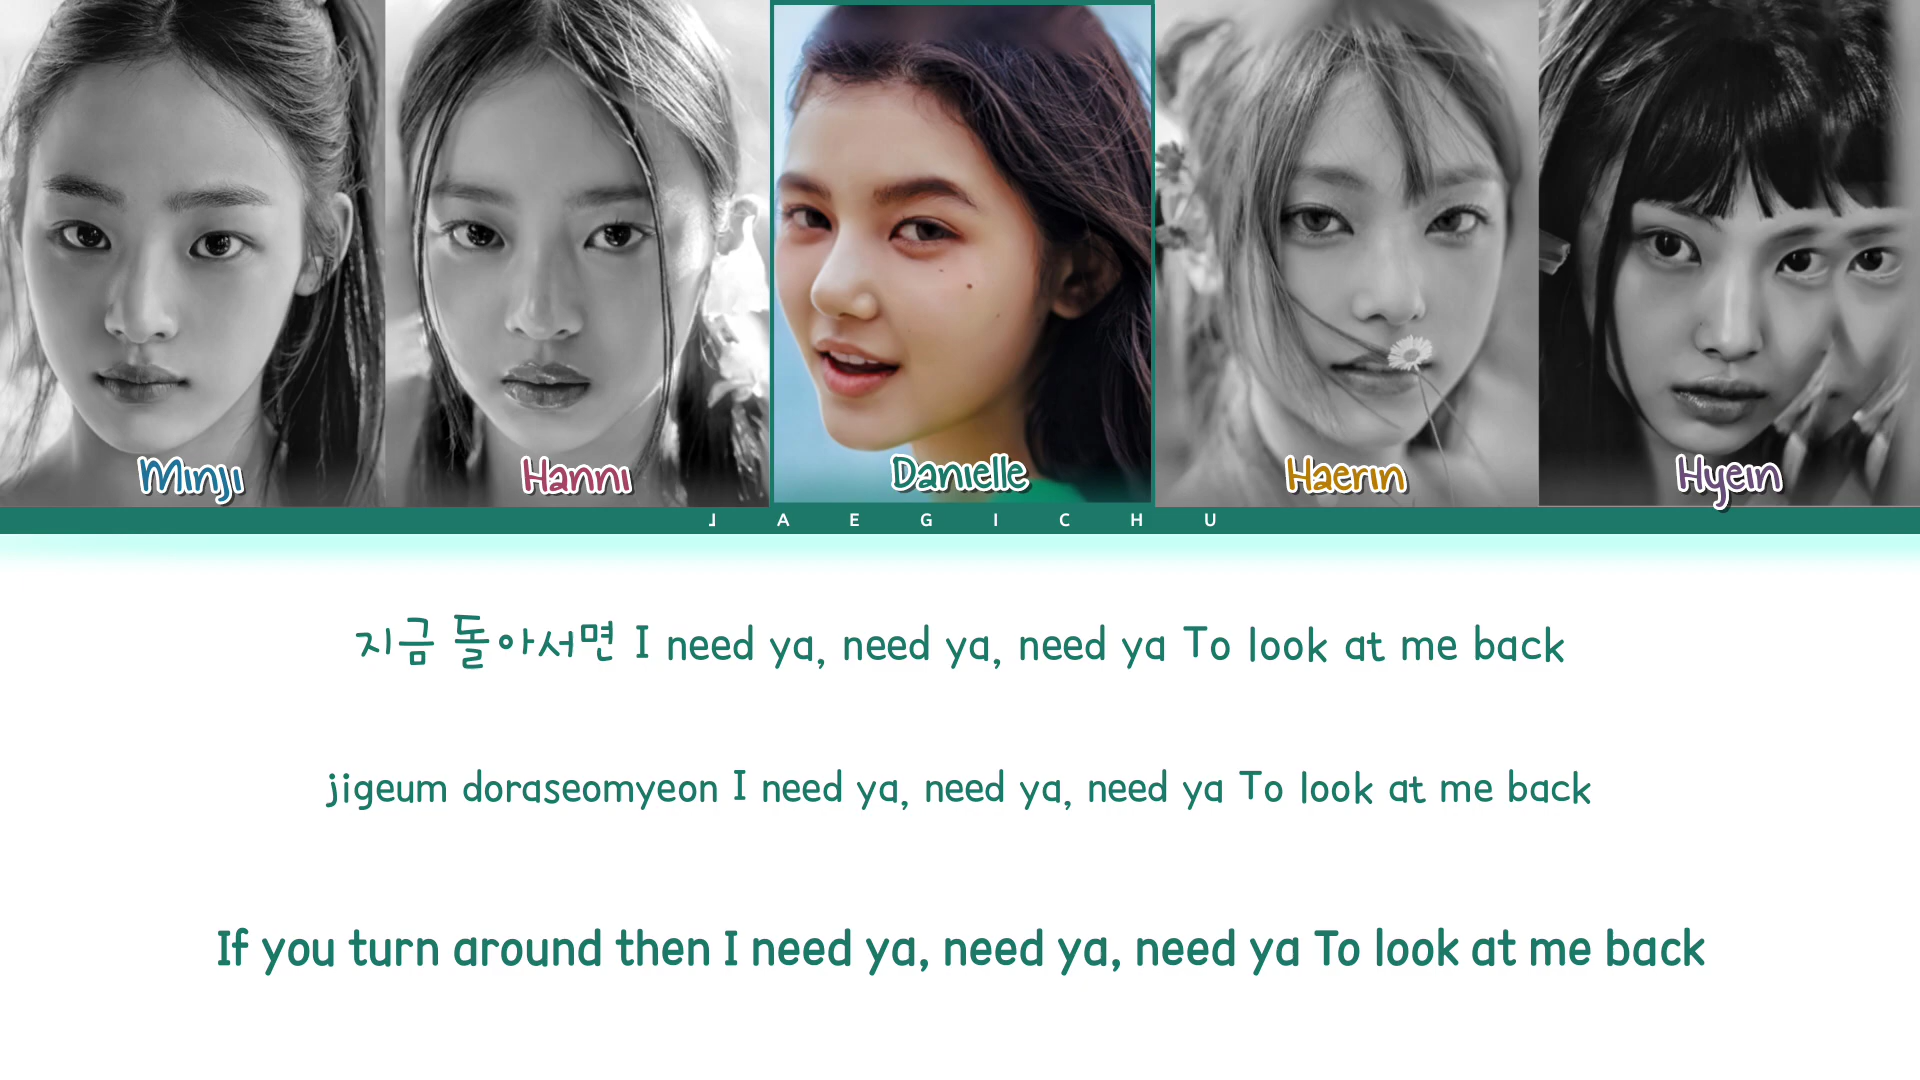 Minji
Hanni
Danielle
Haerin
Hyein
JAEGICHU
지금 돌아서면 I need ya, need ya, need ya To look at me back
jigeum doraseomyeon I need ya, need ya, need ya To look at me back
If you turn around then I need ya, need ya, need ya To look at me back